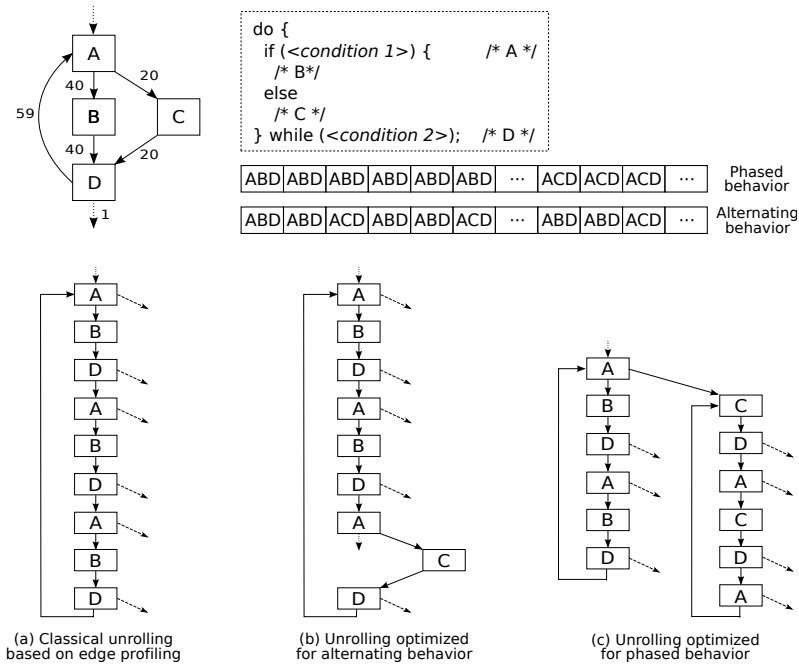 A
20
40
59
B
C
40
20
D
1
do {
if (<condition 1>) { /* A */
/* B*/
else
/* C */
} while (<condition 2>); /* D */
ABD ABD ABD ABD ABD ABD ··· ACD ACD ACD ···
Phased
behavior
ABD ABD ACD ABD ABD ACD ··· ABD ABD ACD ···
Alternating
behavior
A
B
D
A
B
D
A
B
D
(a) Classical unrolling
based on edge profiling
A
B
D
A
B
D
A
C
D
(b) Unrolling optimized
for alternating behavior
A
B
D
A
B
D
C
D
A
C
D
A
(c) Unrolling optimized
for phased behavior